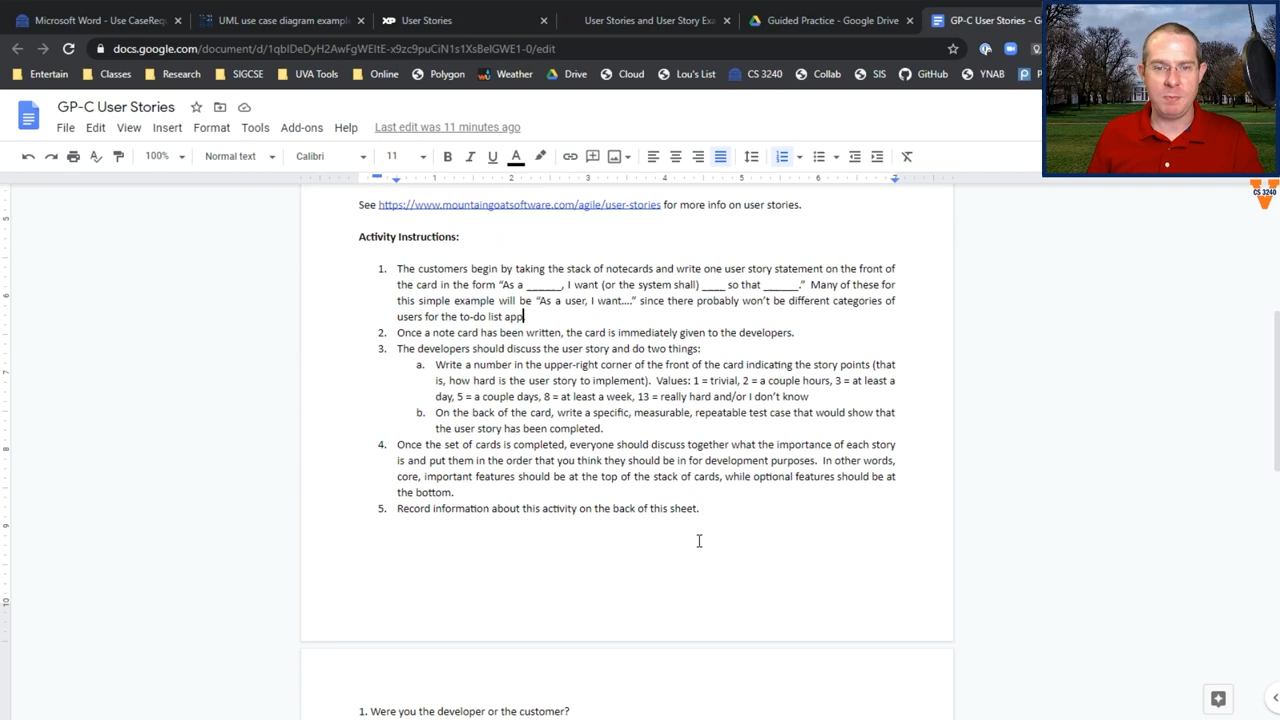 Microsoft Word - UseCaseRequ
UML use case diagram example
XP User Stories
User Stories and User Story Exa
Guided Practice - Google Drive
GP-C User Stories -
docs.google.com/document/d/1qbIDeDyH2AwFgWEltE-x9zc9puCiN1s1XsBelGWE1-0/edit
Entertain Classes Research SIGCSE UVA Tools Online Polygon Weather Drive Cloud Lou's List CS 3240 Collab SIS GitHub YNAB
GP-C User Stories
File Edit View Insert Format Tools Add-ons Help Last edit was 11 minutes ago
100% Normal text Calibri 11 B I U A
1 2 3 4 5 6 7
CS 3240
See https://www.mountaingoatsoftware.com/agile/user-stories for more info on user stories.
Activity Instructions:
1. The customers begin by taking the stack of notecards and write one user story statement on the front of
the card in the form “As a ______, I want (or the system shall) ____ so that ______.” Many of these for
this simple example will be “As a user, I want....” since there probably won’t be different categories of
users for the to-do list app
2. Once a note card has been written, the card is immediately given to the developers.
3. The developers should discuss the user story and do two things:
a. Write a number in the upper-right corner of the front of the card indicating the story points (that
is, how hard is the user story to implement). Values: 1 = trivial, 2 = a couple hours, 3 = at least a
day, 5 = a couple days, 8 = at least a week, 13 = really hard and/or I don’t know
b. On the back of the card, write a specific, measurable, repeatable test case that would show that
the user story has been completed.
4. Once the set of cards is completed, everyone should discuss together what the importance of each story
is and put them in the order that you think they should be in for development purposes. In other words,
core, important features should be at the top of the stack of cards, while optional features should be at
the bottom.
5. Record information about this activity on the back of this sheet.
1. Were you the developer or the customer?